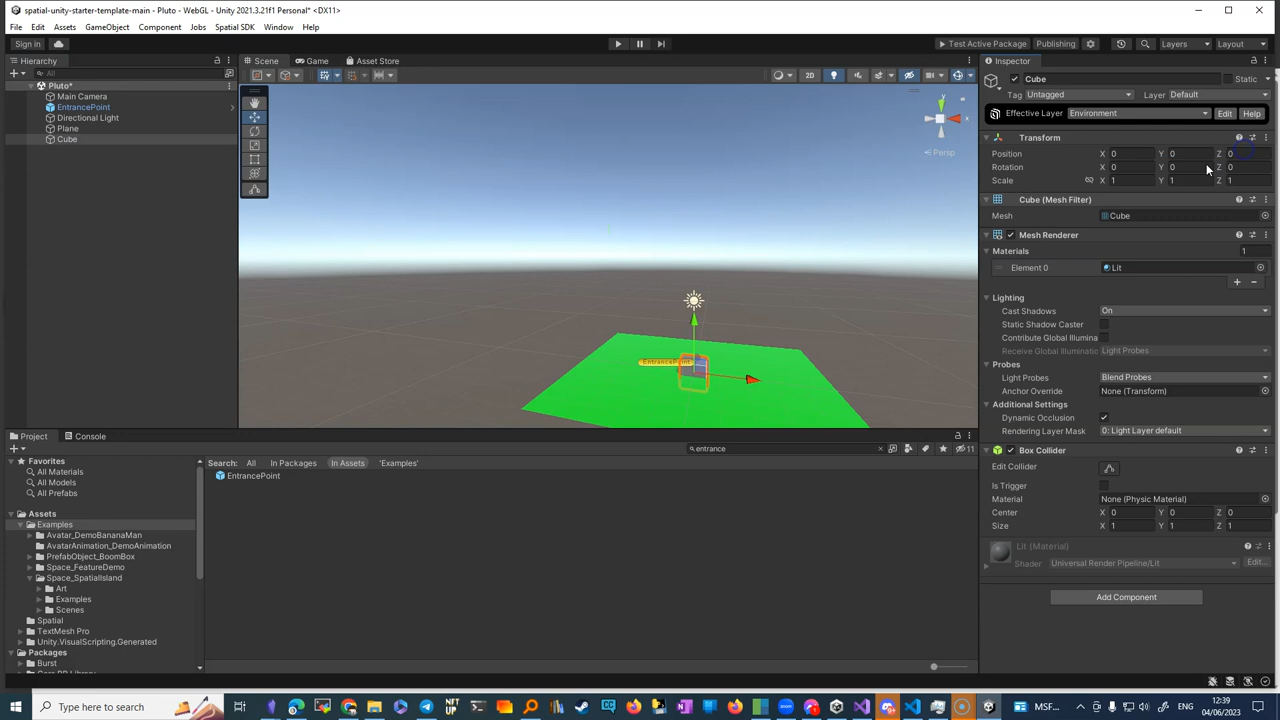 spatial-unity-starter-template-main - Pluto - WebGL - Unity 2021.3.21f1 Personal* <DX11>
File Edit Assets GameObject Component Jobs Spatial SDK Window Help
Sign in Test Active Package Publishing Layers Layout
Hierarchy
All
Pluto*
Main Camera
EntrancePoint
Directional Light
Plane
Cube
Scene Game Asset Store
2D
y
x
Persp
EntrancePoint
Inspector
Cube Static
Tag Untagged Layer Default
Effective Layer Environment Edit Help
Transform
Position X 0 Y 0 Z 0
Rotation X 0 Y 0 Z 0
Scale X 1 Y 1 Z 1
Cube (Mesh Filter)
Mesh Cube
Mesh Renderer
Materials 1
Element 0 Lit
Lighting
Cast Shadows On
Static Shadow Caster
Contribute Global Illumina
Receive Global Illuminatic Light Probes
Probes
Light Probes Blend Probes
Anchor Override None (Transform)
Additional Settings
Dynamic Occlusion
Rendering Layer Mask 0: Light Layer default
Box Collider
Edit Collider
Is Trigger
Material None (Physic Material)
Center X 0 Y 0 Z 0
Size X 1 Y 1 Z 1
Lit (Material)
Shader Universal Render Pipeline/Lit Edit...
Add Component
Project Console
entrance
11
Favorites
All Materials
All Models
All Prefabs
Assets
Examples
Avatar_DemoBananaMan
AvatarAnimation_DemoAnimation
PrefabObject_BoomBox
Space_FeatureDemo
Space_SpatialIsland
Art
Examples
Scenes
Spatial
TextMesh Pro
Unity.VisualScripting.Generated
Packages
Burst
Search: All In Packages In Assets 'Examples'
EntrancePoint
Type here to search
MSF...
12:39
04/06/2023